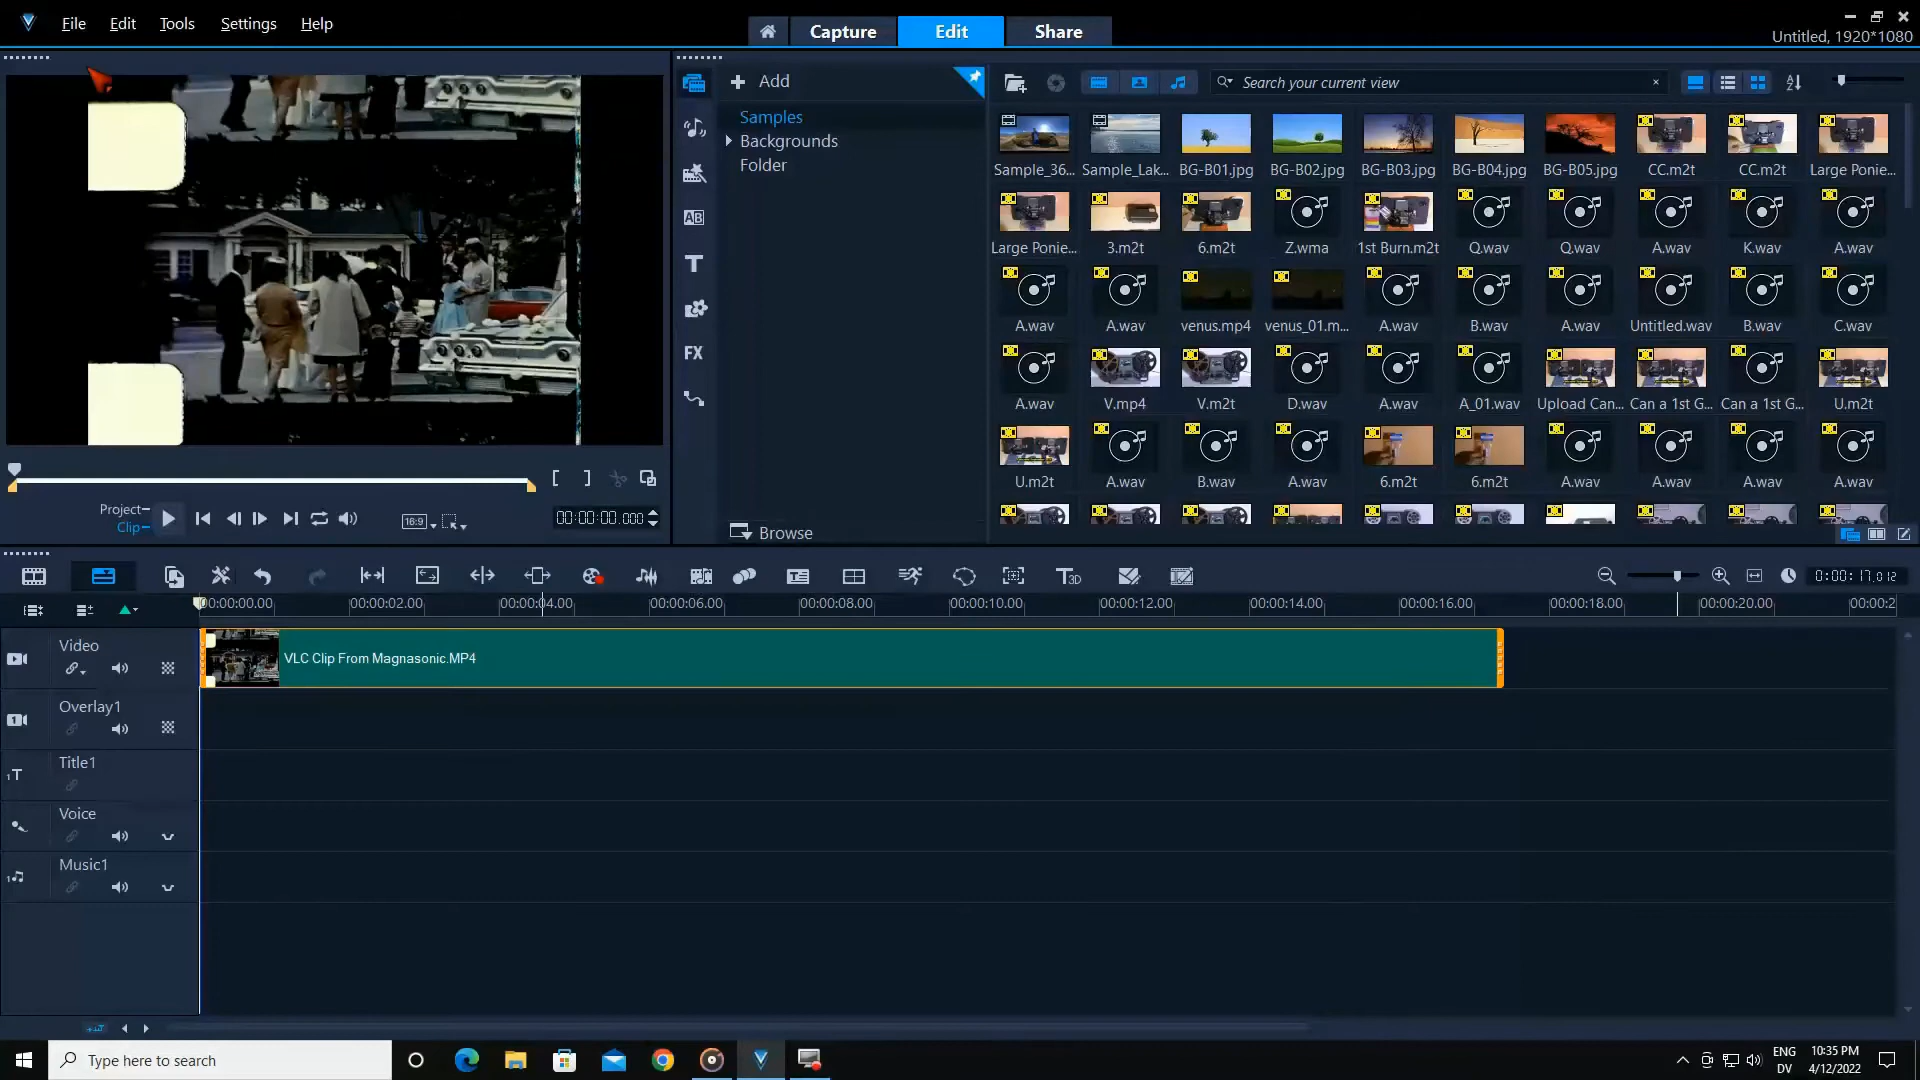 File Edit Tools Settings Help
Capture Edit Share
Untitled, 1920*1080
Add
Search your current view
Samples
Backgrounds
Folder
Sample_36... Sample_Lak... BG-B01.jpg BG-B02.jpg BG-B03.jpg BG-B04.jpg BG-B05.jpg CC.m2t CC.m2t Large Ponie...
Large Ponie... 3.m2t 6.m2t Z.wma 1st Burn.m2t Q.wav Q.wav A.wav K.wav A.wav
A.wav A.wav venus.mp4 venus_01.m... A.wav B.wav A.wav Untitled.wav B.wav C.wav
A.wav V.mp4 V.m2t D.wav A.wav A_01.wav Upload Can... Can a 1st G... Can a 1st G... U.m2t
U.m2t A.wav B.wav A.wav 6.m2t 6.m2t A.wav A.wav A.wav A.wav
Browse
Project
Clip
16:9
00:00:00.000
AB
T
FX
T3D
0:00:17.012
00:00:00.00 00:00:02.00 00:00:04.00 00:00:06.00 00:00:08.00 00:00:10.00 00:00:12.00 00:00:14.00 00:00:16.00 00:00:18.00 00:00:20.00 00:00:2
Video
VLC Clip From Magnasonic.MP4
Overlay1
Title1
Voice
Music1
Type here to search
ENG
DV
10:35 PM
4/12/2022